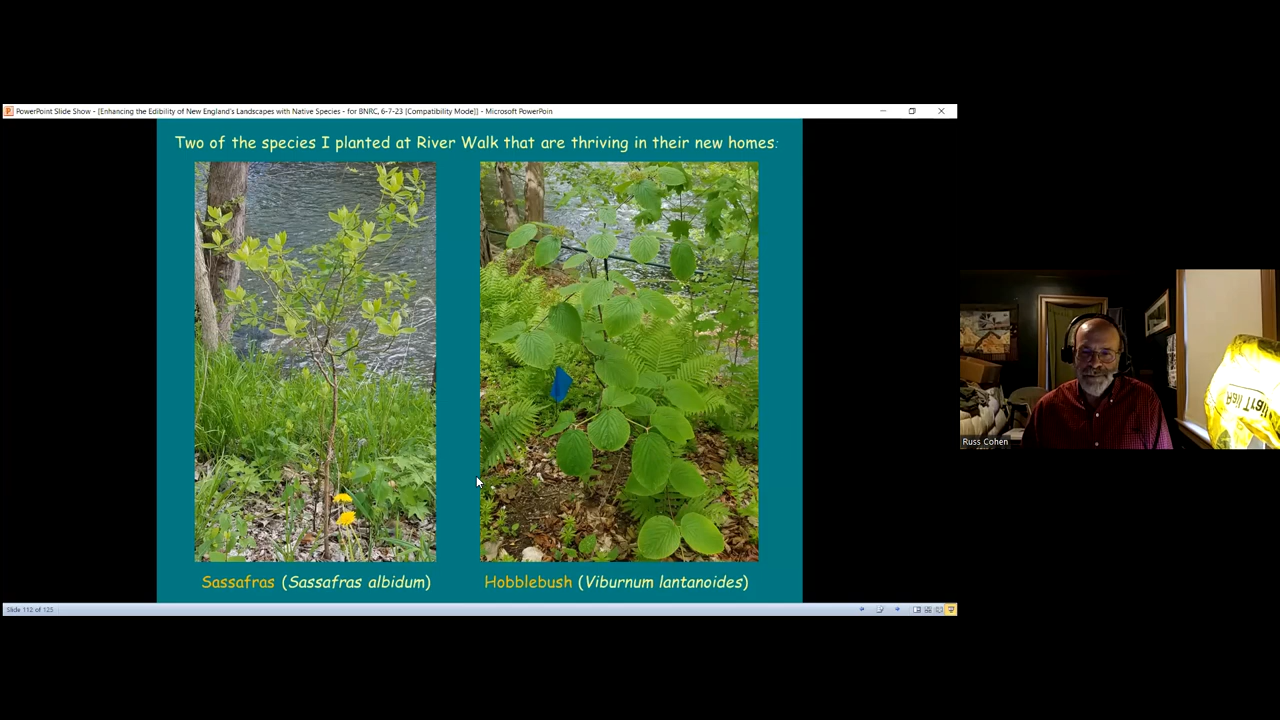 PowerPoint Slide Show - [Enhancing the Edibility of New England's Landscapes with Native Species - for BNRC, 6-7-23 [Compatibility Mode]] - Microsoft PowerPoin
Two of the species I planted at River Walk that are thriving in their new homes:
Sassafras (Sassafras albidum)
Hobblebush (Viburnum lantanoides)
Slide 112 of 125
Russ Cohen